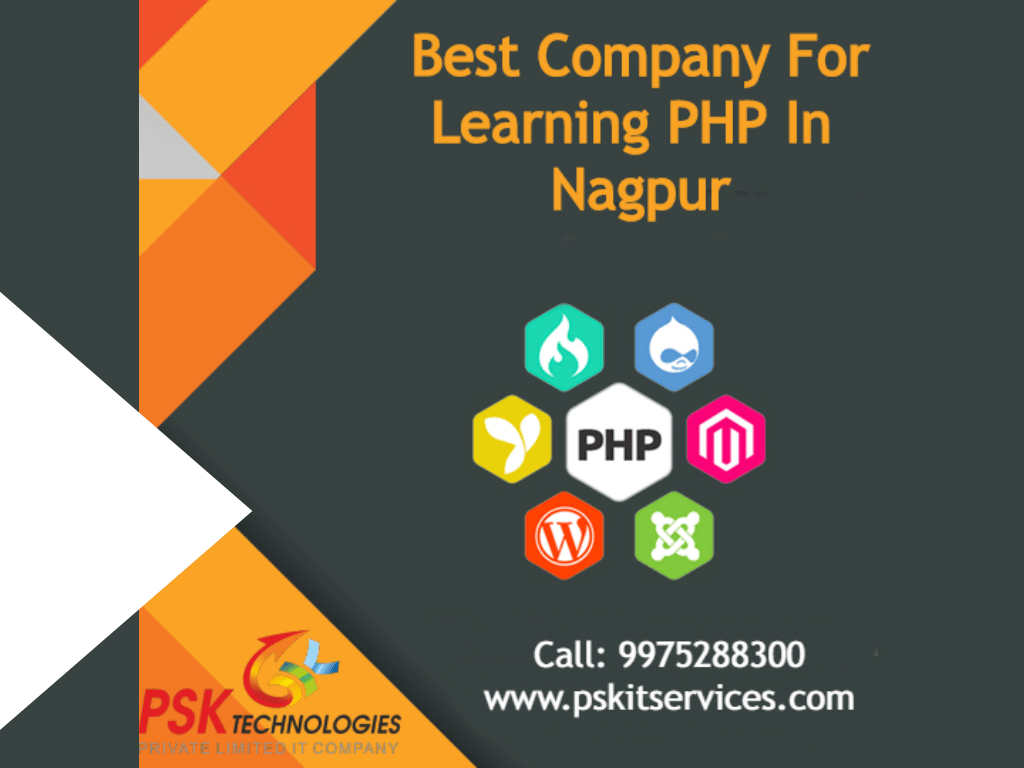 Best Company For
Learning PHP In
Nagpur
PHP
Call: 9975288300
www.pskitservices.com
PSK TECHNOLOGIES
PRIVATE LIMITED IT COMPANY